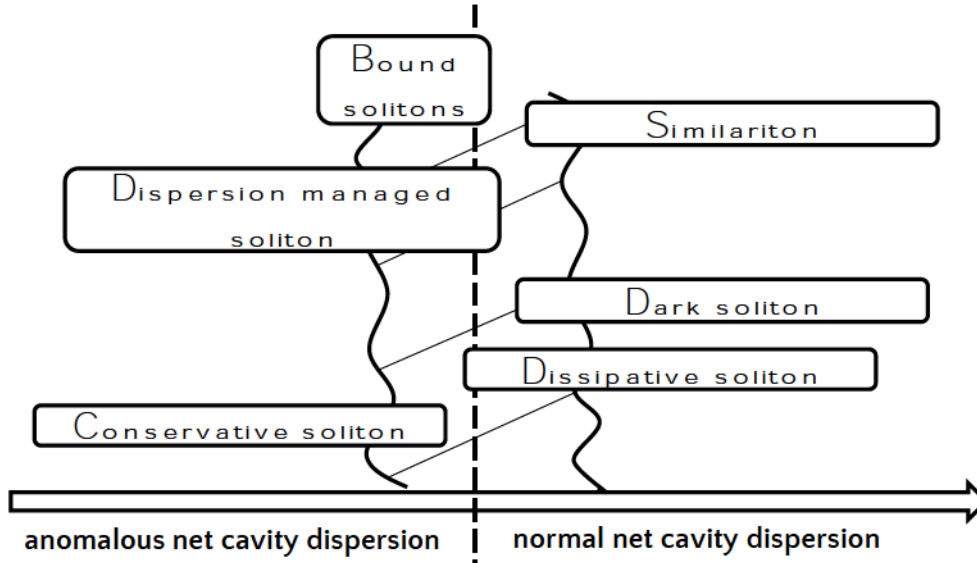 Bound
solitons
Similariton
Dispersion managed
soliton
Dark soliton
Dissipative soliton
Conservative soliton
anomalous net cavity dispersion
normal net cavity dispersion